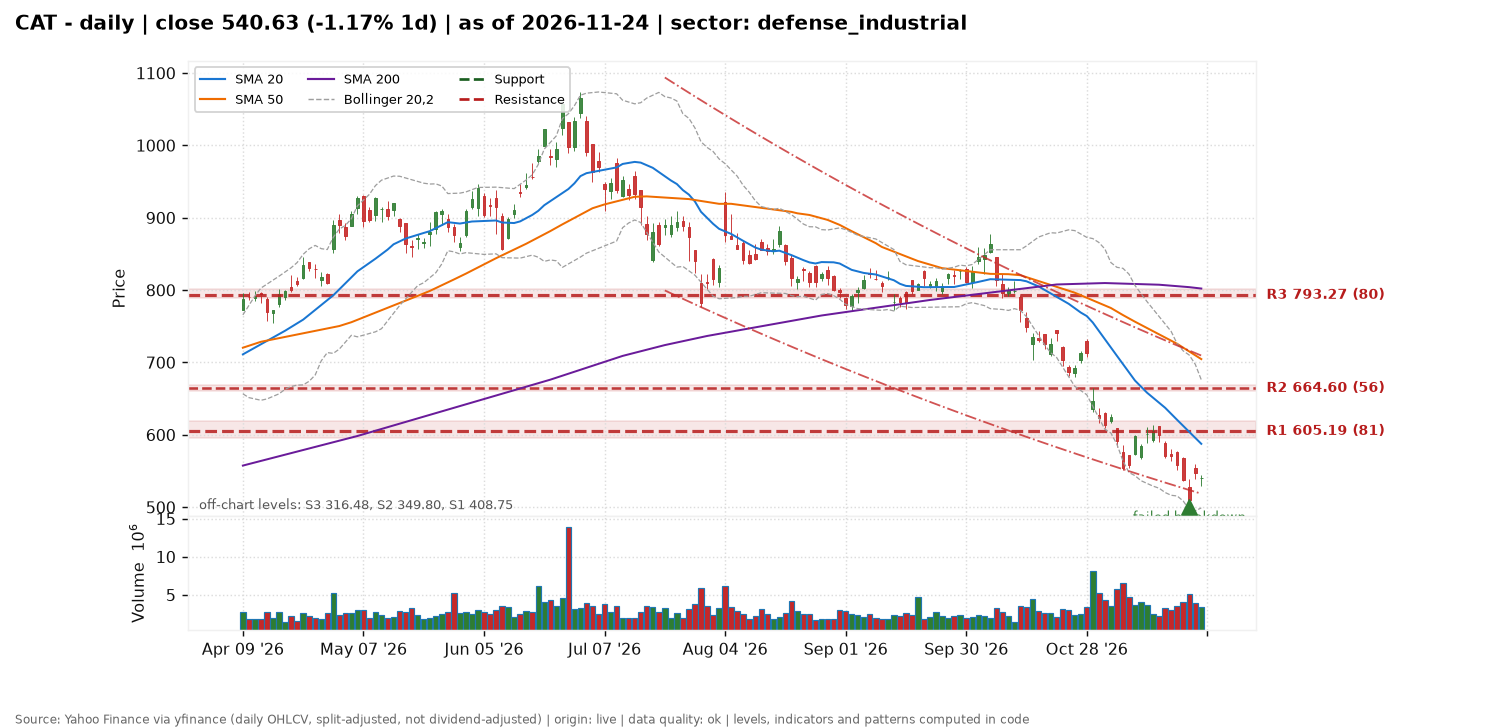 CAT - daily | close 540.63 (-1.17% 1d) | as of 2026-11-24 | sector: defense_industrial
SMA 20
SMA 50
SMA 200
Bollinger 20,2
Support
Resistance
Price
1100
1000
900
800
700
600
500
R3 793.27 (80)
R2 664.60 (56)
R1 605.19 (81)
off-chart levels: S3 316.48, S2 349.80, S1 408.75
failed
Volume 10⁶
15
10
5
Apr 09 '26
May 07 '26
Jun 05 '26
Jul 07 '26
Aug 04 '26
Sep 01 '26
Sep 30 '26
Oct 28 '26
Source: Yahoo Finance via yfinance (daily OHLCV, split-adjusted, not dividend-adjusted) | origin: live | data quality: ok | levels, indicators and patterns computed in code